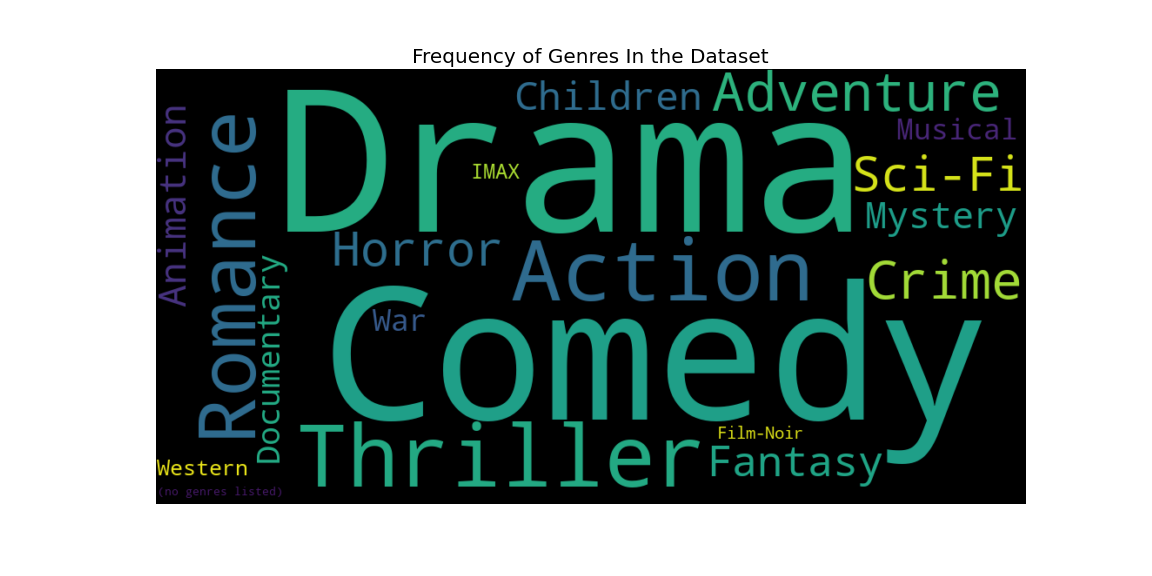 Frequency of Genres In the Dataset
Children
Adventure
Animation
Romance
Drama
Musical
IMAX
Sci-Fi
Mystery
Horror
Action
Crime
Documentary
War
Comedy
Thriller
Film-Noir
Fantasy
Western
(no genres listed)